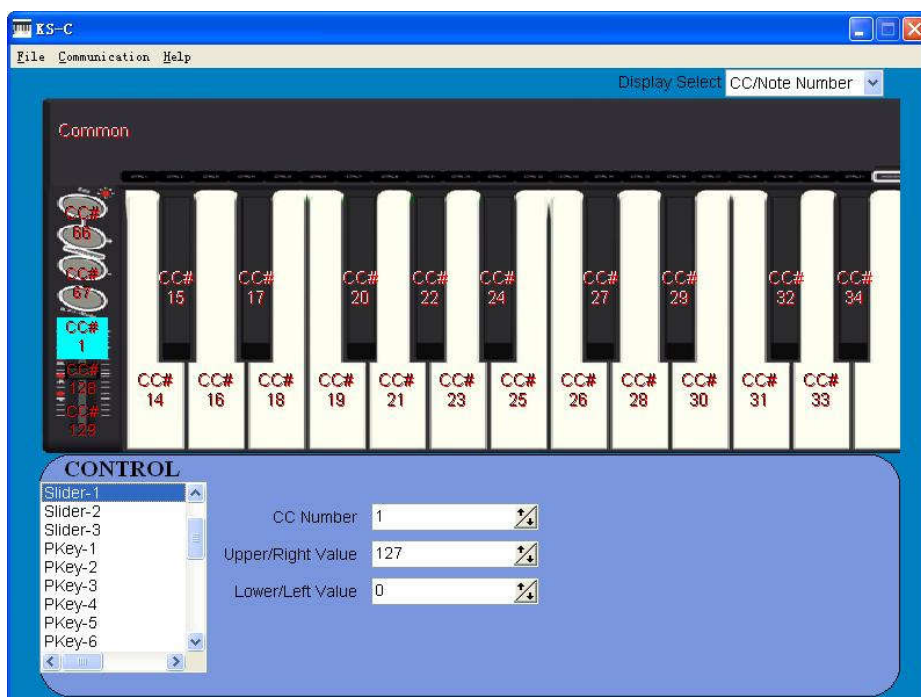 KS-C
File Communication Help
Display Select CC/Note Number
Common
CC#
66
CC#
67
CC#
1
CC#
128
CC#
129
CC#
15
CC#
17
CC#
20
CC#
22
CC#
24
CC#
27
CC#
29
CC#
32
CC#
34
CC#
14
CC#
16
CC#
18
CC#
19
CC#
21
CC#
23
CC#
25
CC#
26
CC#
28
CC#
30
CC#
31
CC#
33
CONTROL
Slider-1
Slider-2
Slider-3
PKey-1
PKey-2
PKey-3
PKey-4
PKey-5
PKey-6
CC Number 1
Upper/Right Value 127
Lower/Left Value 0